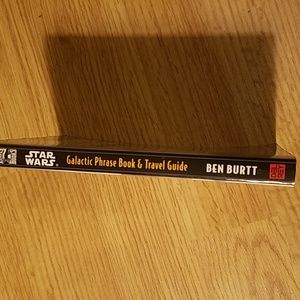 STAR
WARS®
Galactic Phrase Book & Travel Guide
BEN BURTT